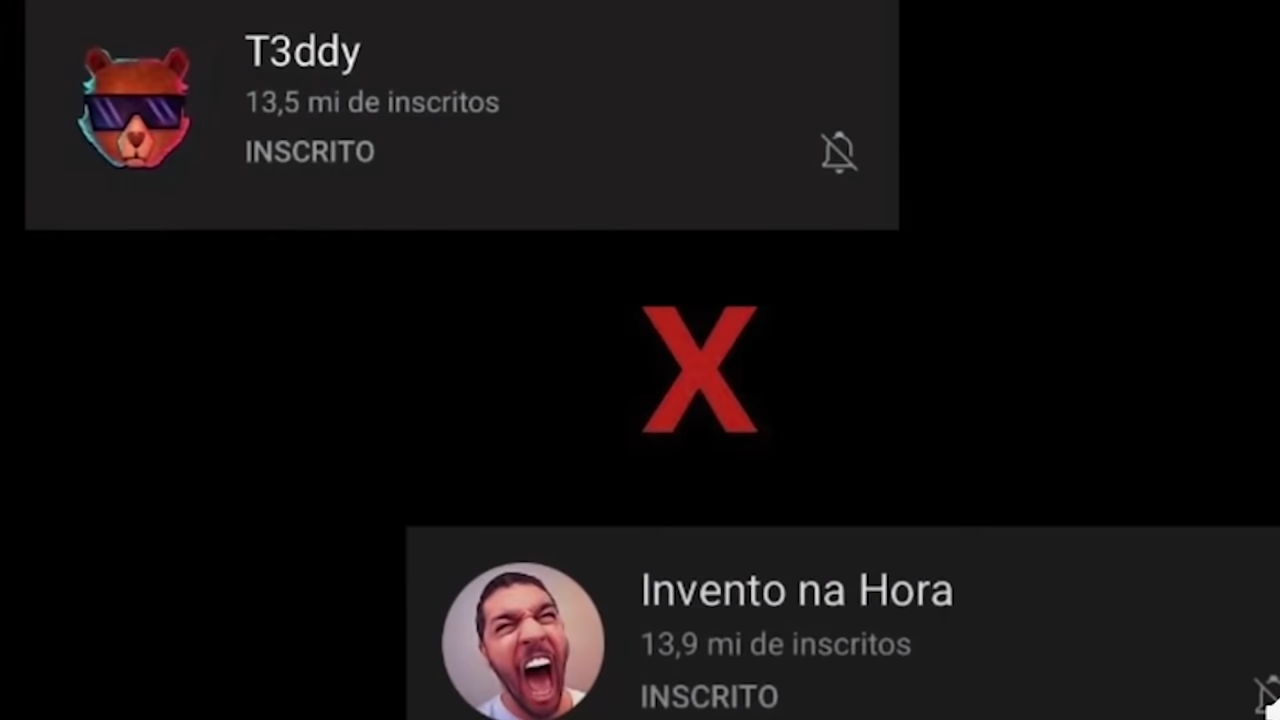 T3ddy
13,5 mi de inscritos
INSCRITO
X
Invento na Hora
13,9 mi de inscritos
INSCRITO